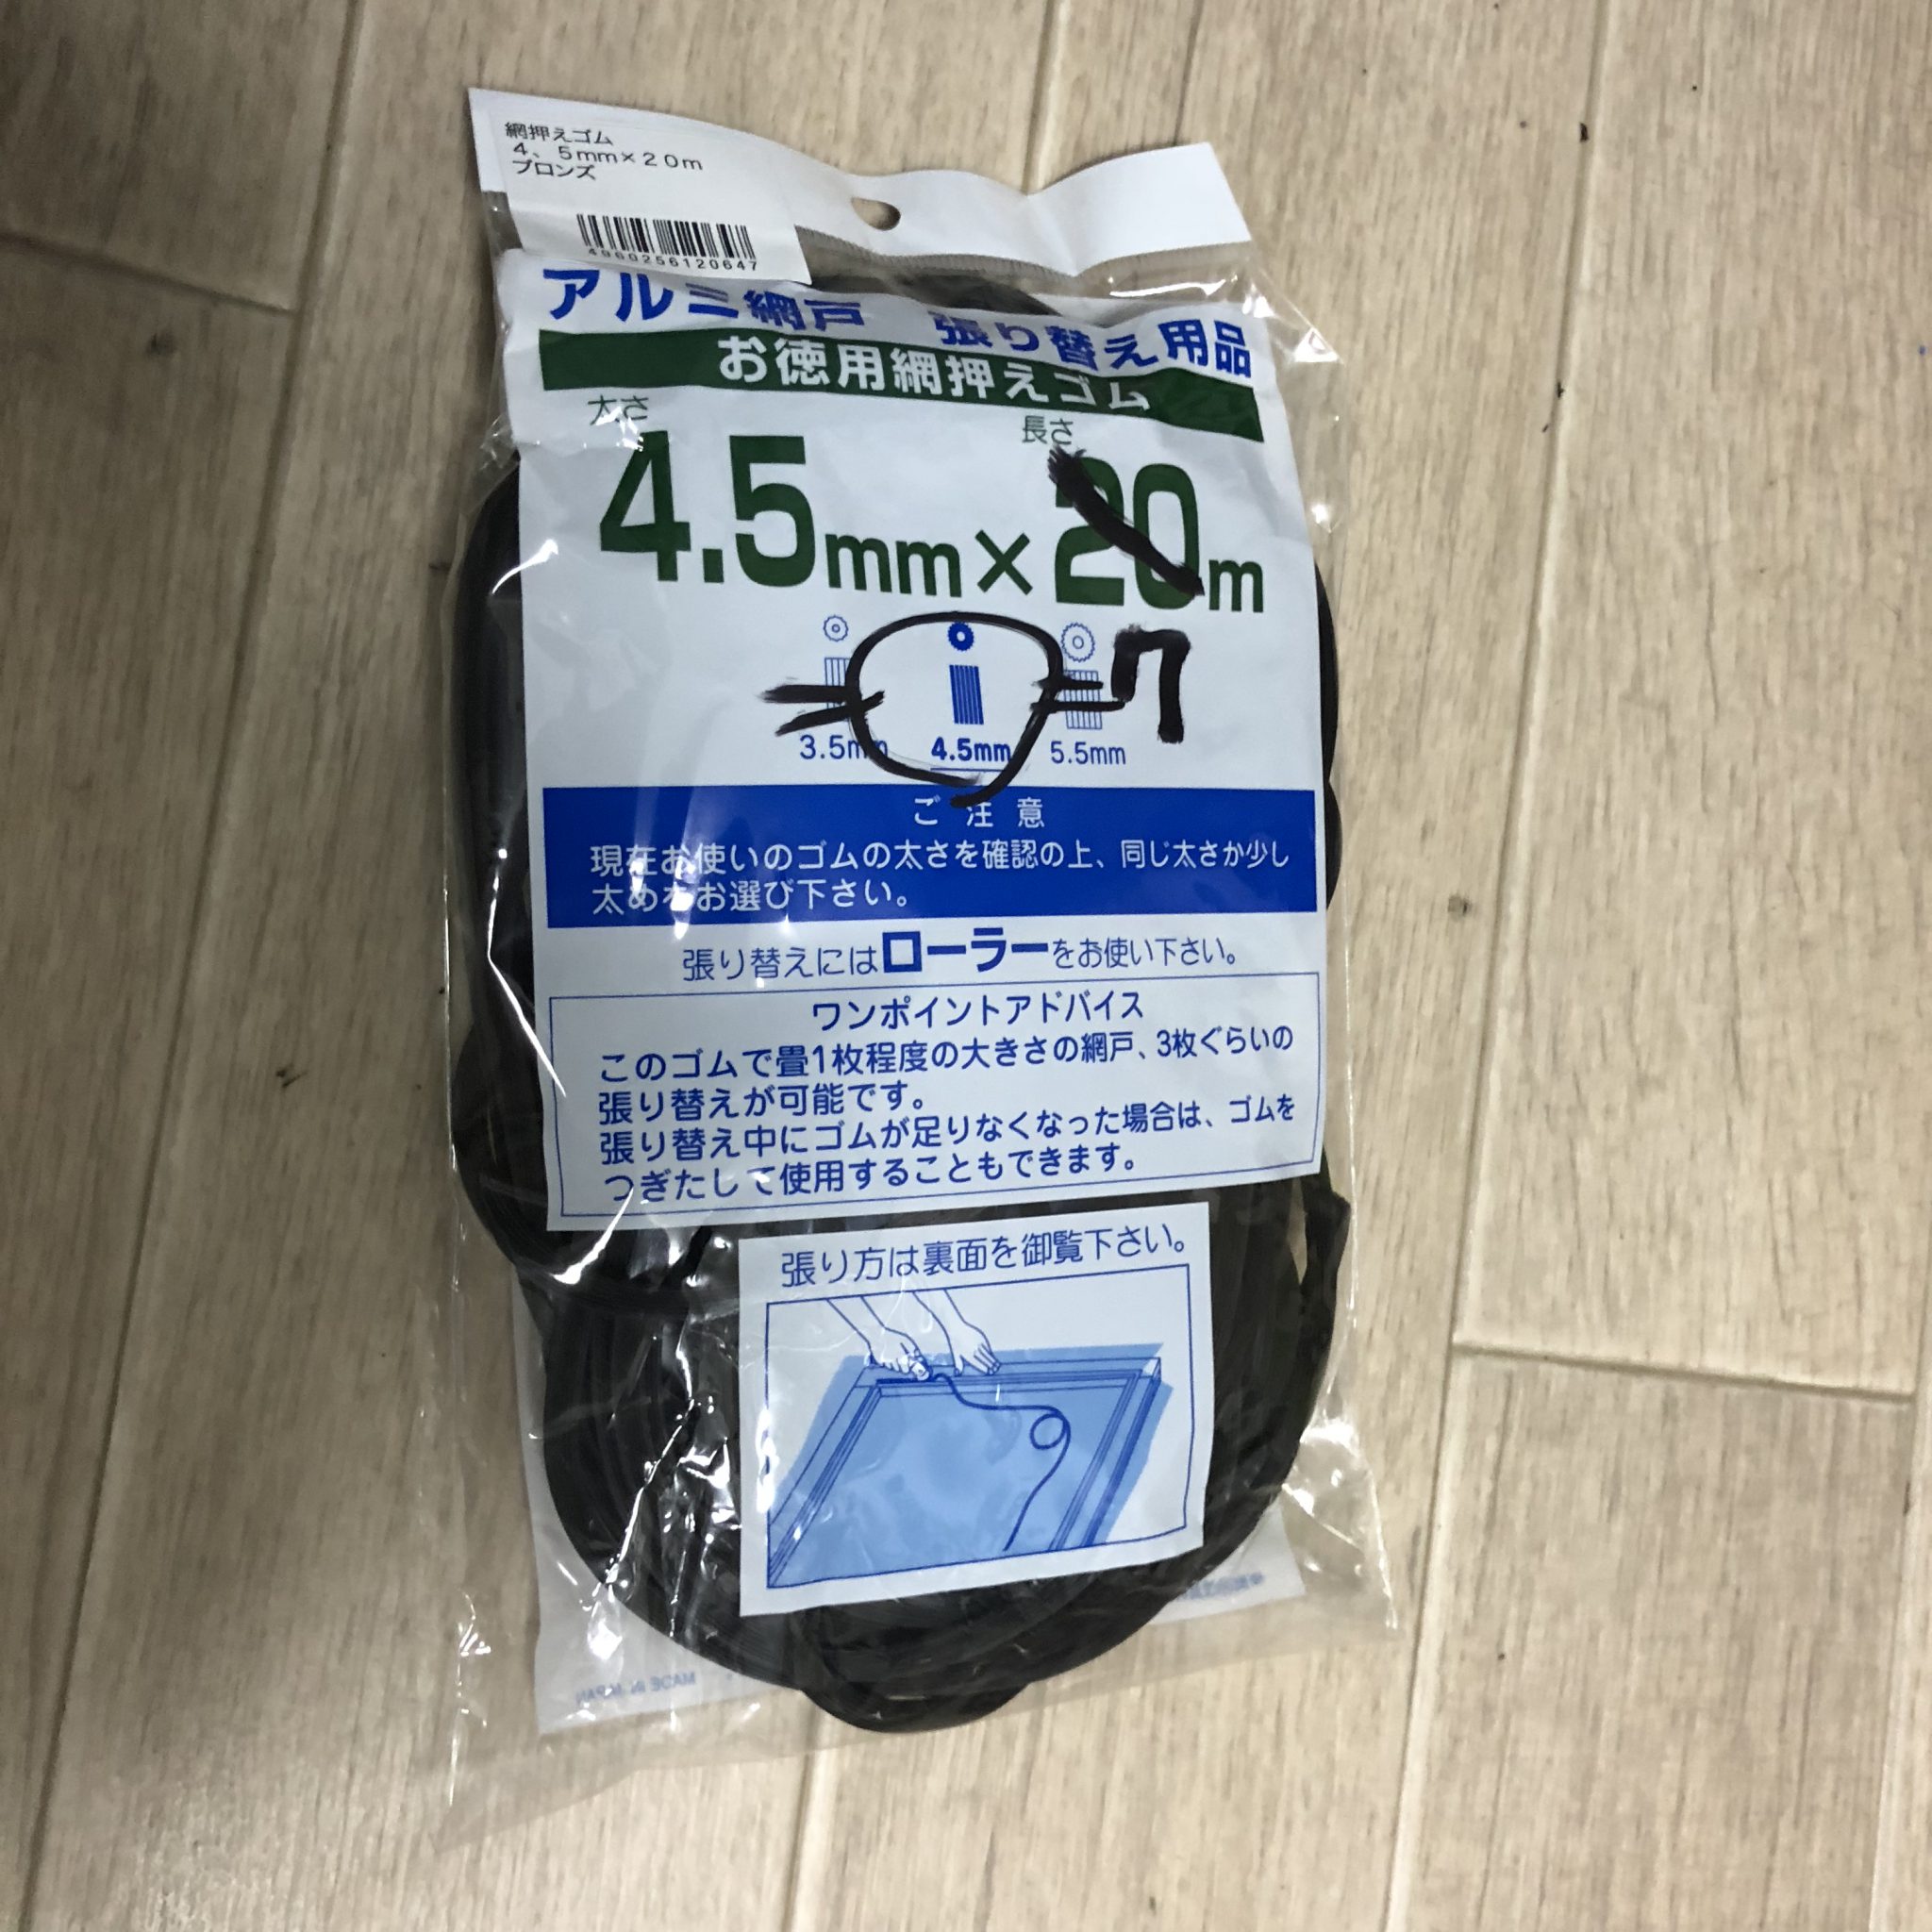 網押えゴム
4、5mm×20m
ブロンズ
4960256120647
アルミ網戸 張り替え用品
お徳用網押えゴム
太さ 長さ
4.5mm×20m
7
3.5mm 4.5mm 5.5mm
ご注意
現在お使いのゴムの太さを確認の上、同じ太さか少し
太めをお選び下さい。
張り替えにはローラーをお使い下さい。
ワンポイントアドバイス
このゴムで畳1枚程度の大きさの網戸、3枚ぐらいの
張り替えが可能です。
張り替え中にゴムが足りなくなった場合は、ゴムを
つぎたして使用することもできます。
張り方は裏面を御覧下さい。
MADE IN JAPAN